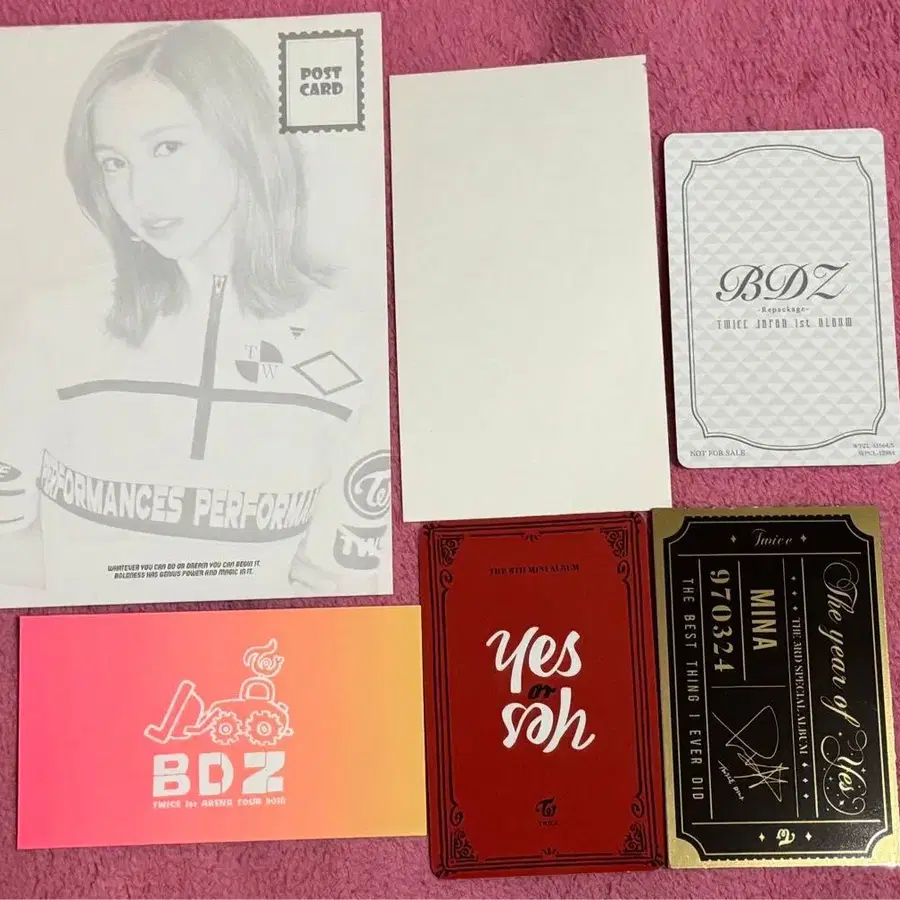 POST
CARD
TW
PERFORMANCES PERFORMA
TWICE
WHATEVER YOU CAN DO OR DREAM YOU CAN BEGIN IT.
BOLDNESS HAS GENIUS POWER AND MAGIC IN IT.
BDZ
-Repackage-
TWICE JAPAN 1st ALBUM
NOT FOR SALE
BDZ
TWICE 1st ARENA TOUR 2018
THE 6TH MINI ALBUM
Yes
or
yes
TWICE
Twice
The year of Yes
THE 3RD SPECIAL ALBUM
MINA
970324
THE BEST THING I EVER DID